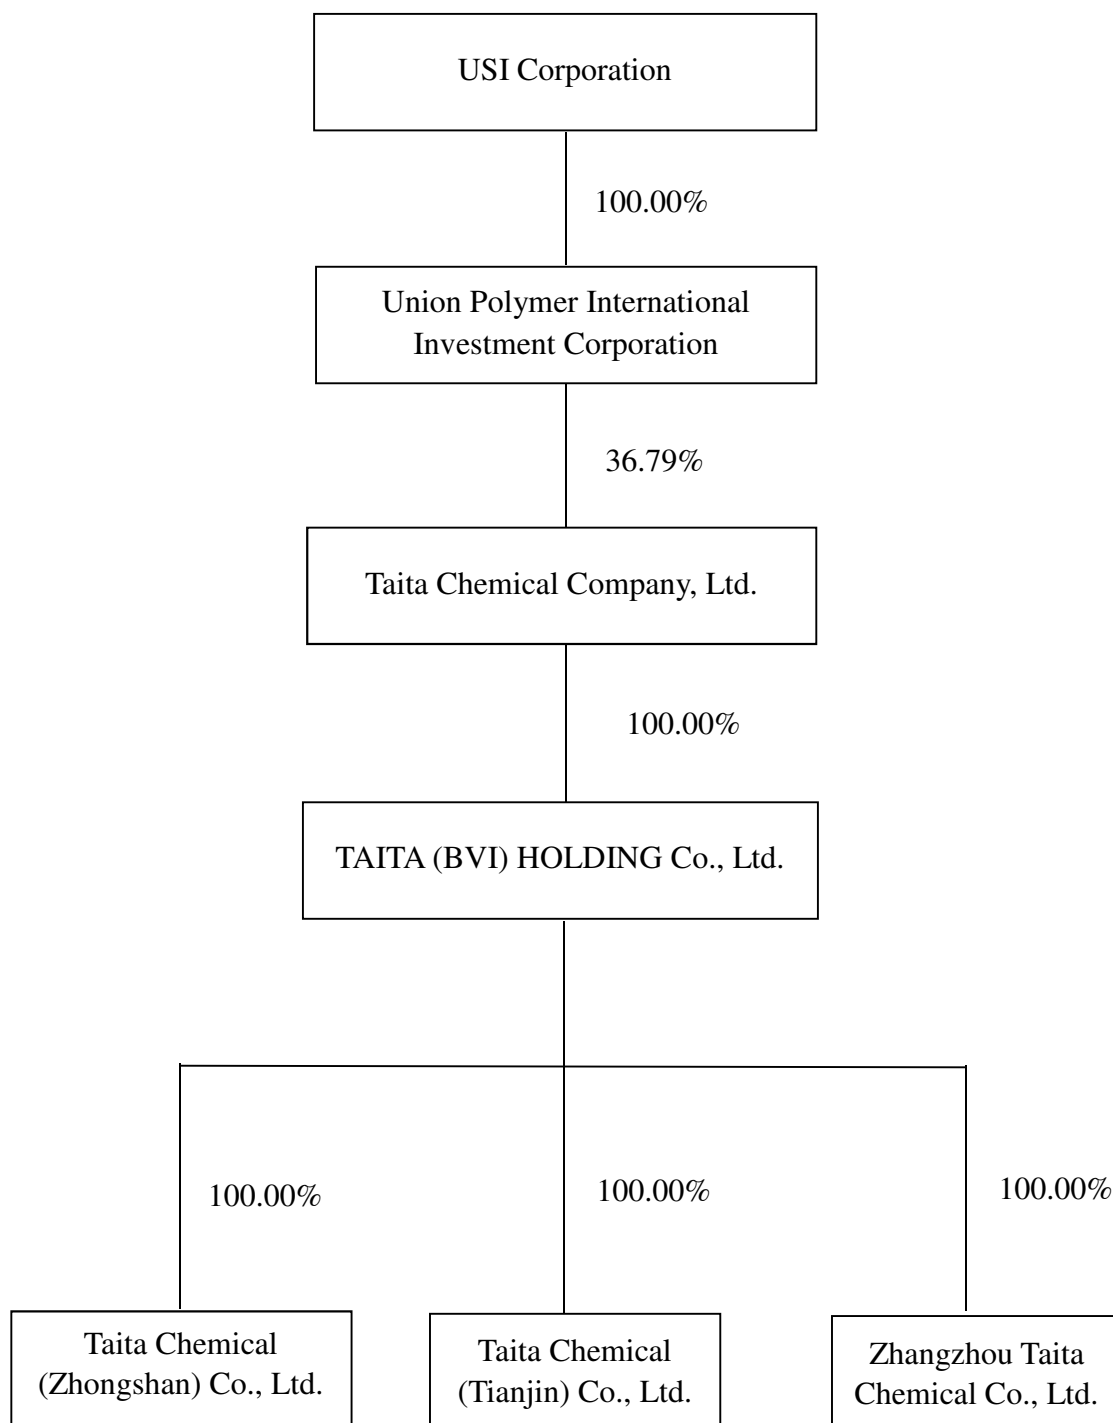 USI Corporation
100.00%
Union Polymer International
Investment Corporation
36.79%
Taita Chemical Company, Ltd.
100.00%
TAITA (BVI) HOLDING Co., Ltd.
100.00%
100.00%
100.00%
Taita Chemical
(Zhongshan) Co., Ltd.
Taita Chemical
(Tianjin) Co., Ltd.
Zhangzhou Taita
Chemical Co., Ltd.